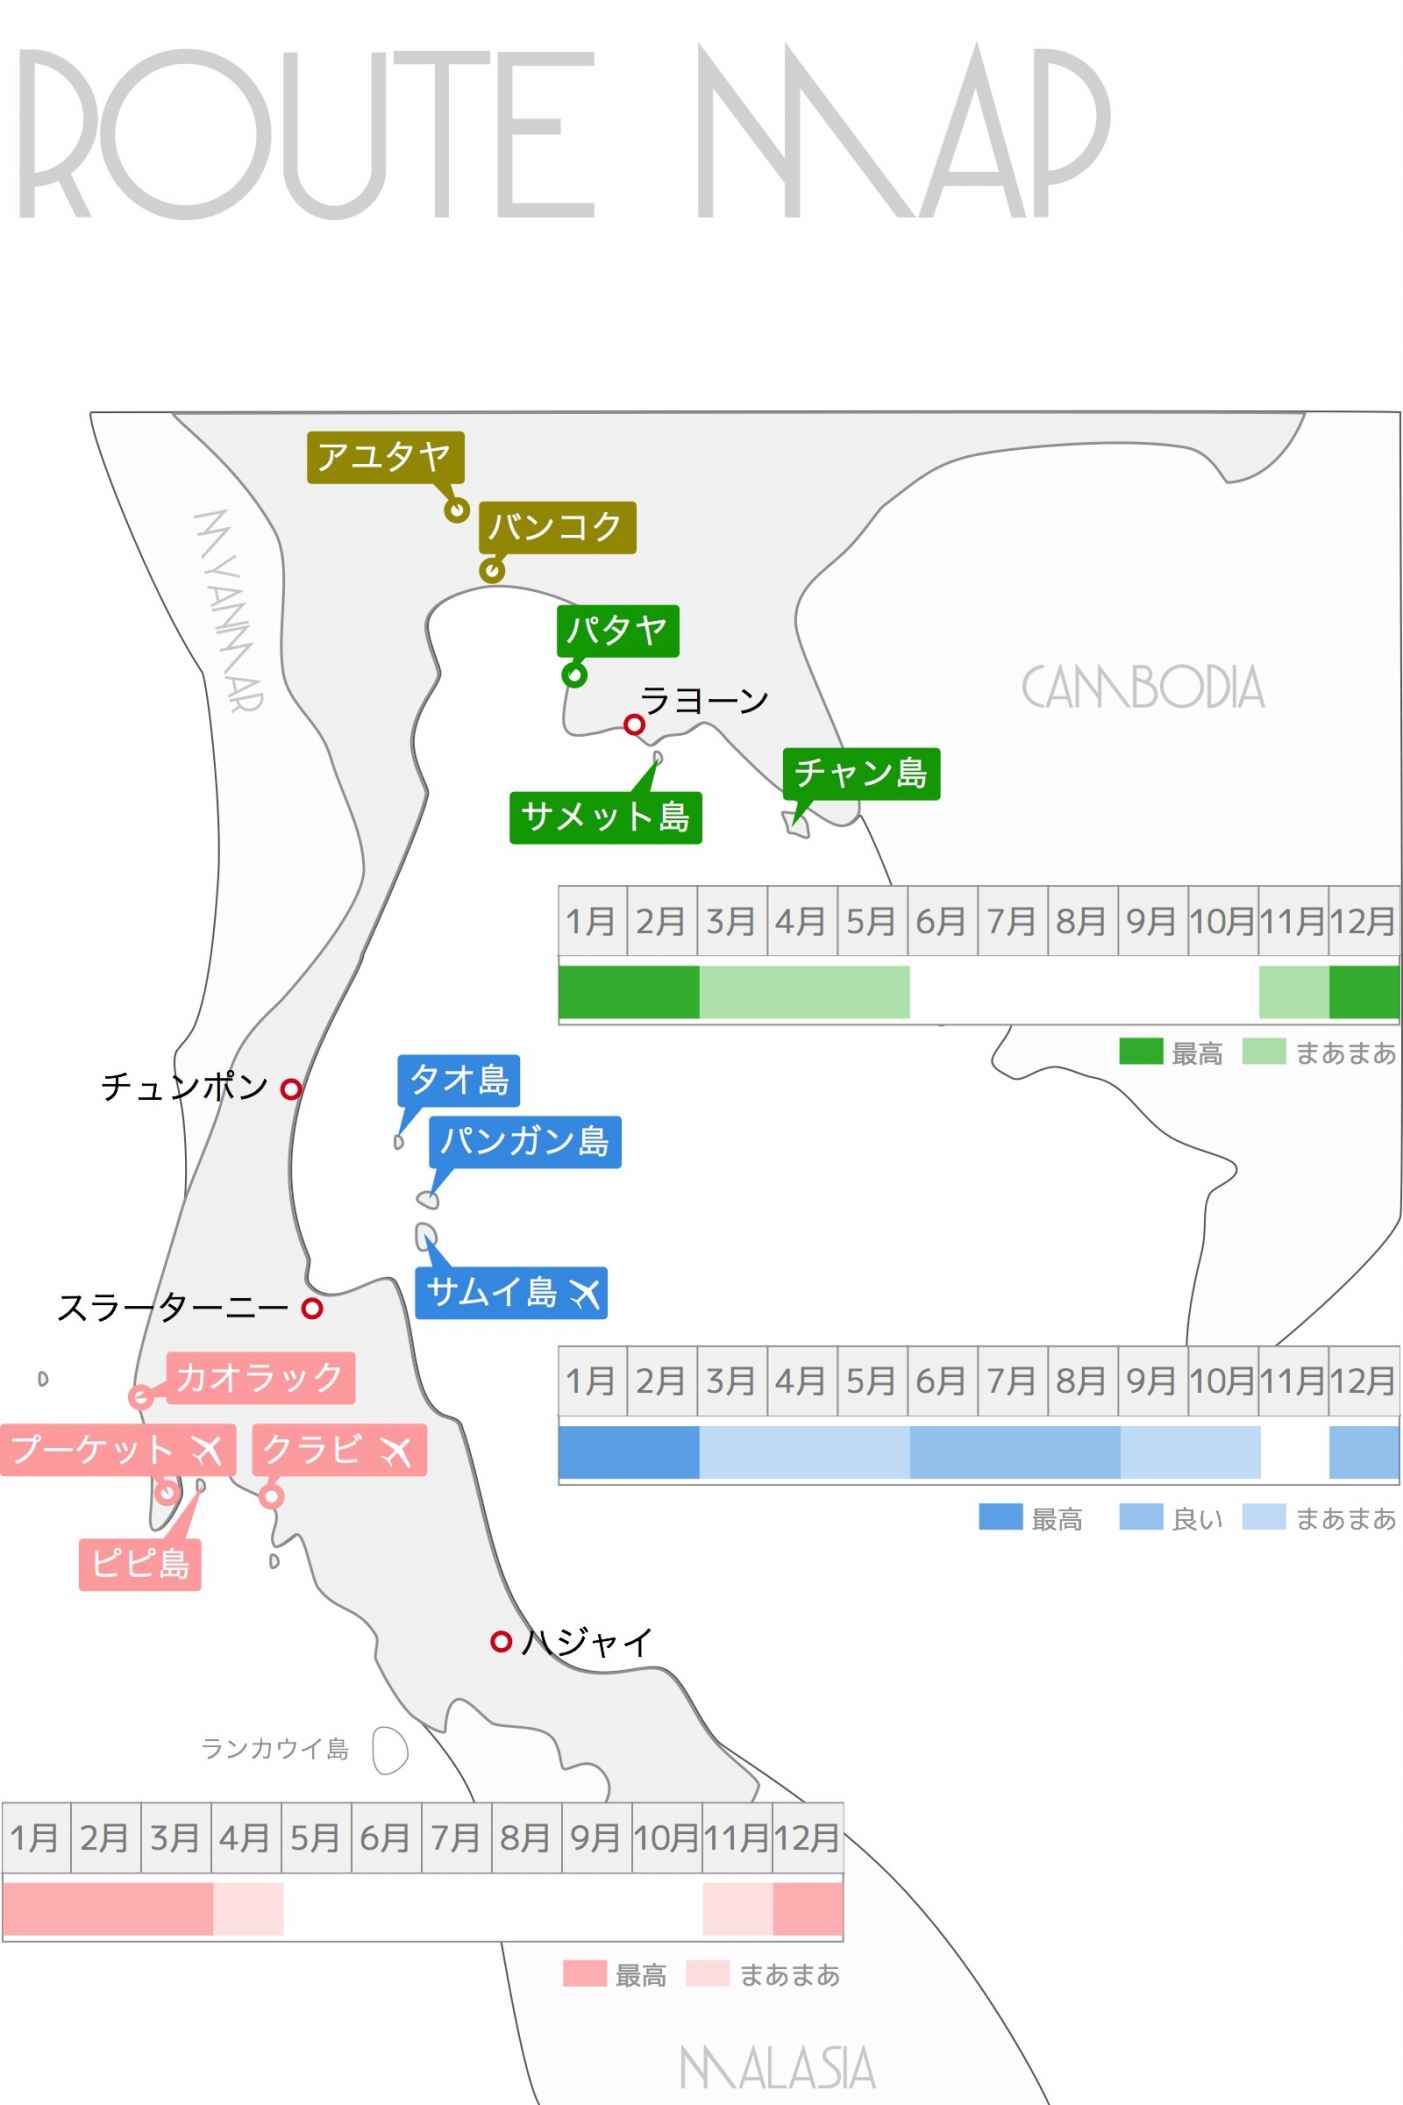 ROUTE MAP
アユタヤ
バンコク
MYANMAR
パタヤ
ラヨーン
CAMBODIA
チャン島
サメット島
1月 2月 3月 4月 5月 6月 7月 8月 9月 10月 11月 12月
最高 まあまあ
チュンポン
タオ島
パンガン島
サムイ島
スラーターニー
カオラック
1月 2月 3月 4月 5月 6月 7月 8月 9月 10月 11月 12月
プーケット
クラビ
最高 良い まあまあ
ピピ島
ハジャイ
ランカウイ島
1月 2月 3月 4月 5月 6月 7月 8月 9月 10月 11月 12月
最高 まあまあ
MALASIA